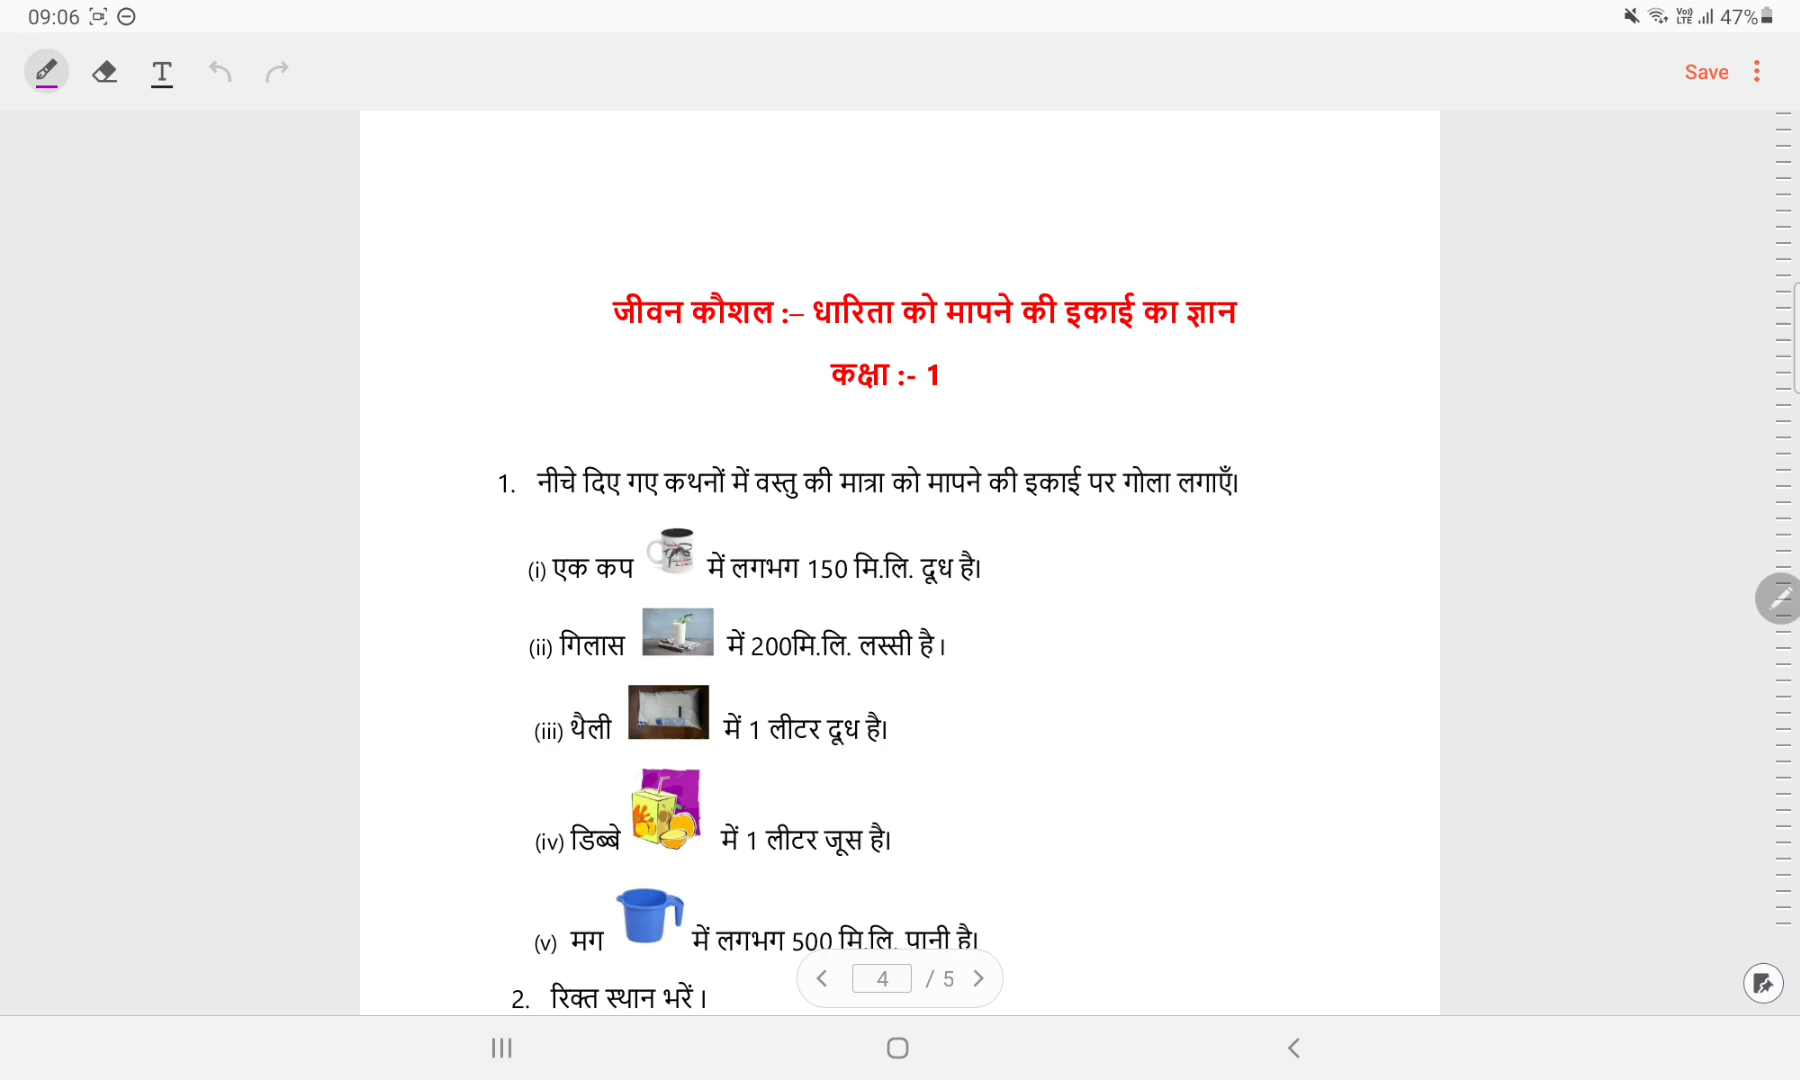 09:06
Vo)) LTE 47%
T
Save
जीवन कौशल :– धारिता को मापने की इकाई का ज्ञान
कक्षा :- 1
1. नीचे दिए गए कथनों में वस्तु की मात्रा को मापने की इकाई पर गोला लगाएँ।
(i) एक कप में लगभग 150 मि.लि. दूध है।
(ii) गिलास में 200मि.लि. लस्सी है ।
(iii) थैली में 1 लीटर दूध है।
(iv) डिब्बे में 1 लीटर जूस है।
(v) मग में लगभग 500 मि.लि. पानी है।
4 / 5
2. रिक्त स्थान भरें ।